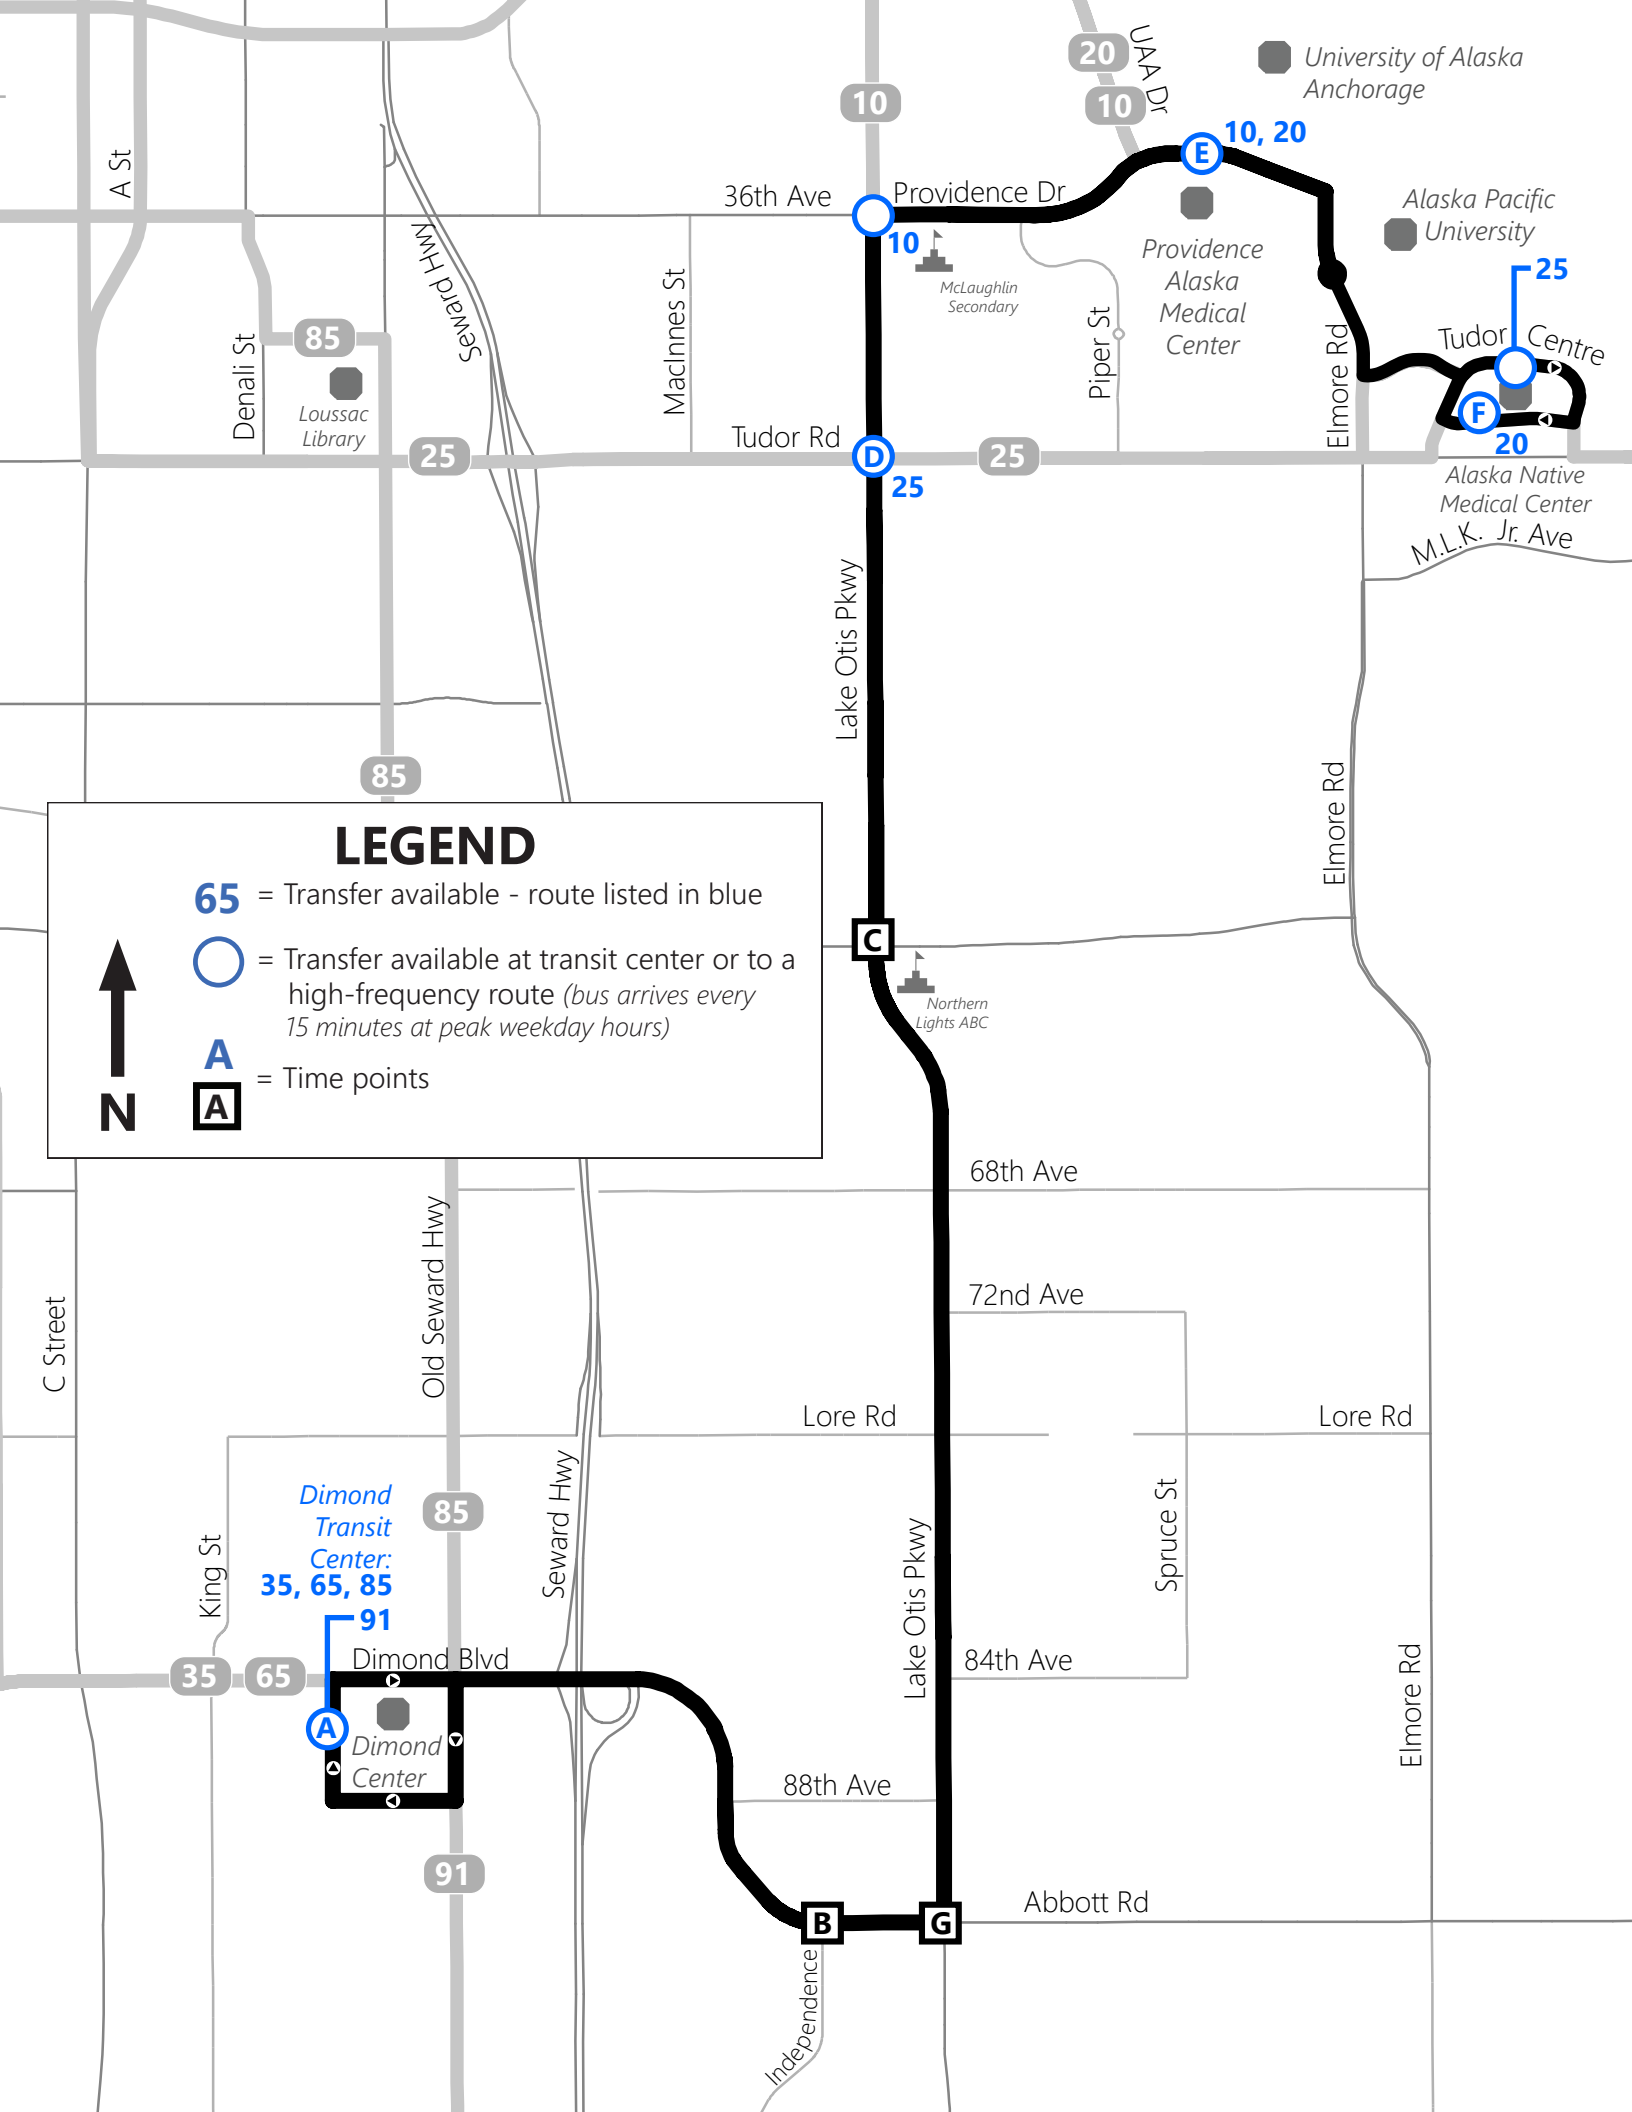 20
UAA Dr
University of Alaska
Anchorage
10
10
10, 20
E
A St
36th Ave
Providence Dr
10
McLaughlin
Secondary
Providence
Alaska
Medical
Center
Alaska Pacific
University
25
Seward Hwy
MacInnes St
Piper St
Elmore Rd
Tudor Centre
85
Denali St
Loussac
Library
F
20
25
Tudor Rd
D
25
25
Alaska Native
Medical Center
M.L.K. Jr. Ave
Lake Otis Pkwy
85
Elmore Rd
LEGEND
65 = Transfer available - route listed in blue
= Transfer available at transit center or to a
high-frequency route (bus arrives every
15 minutes at peak weekday hours)
A
A
= Time points
N
C
Northern
Lights ABC
68th Ave
Old Seward Hwy
C Street
72nd Ave
Lore Rd
Lore Rd
Seward Hwy
Dimond
Transit
Center:
35, 65, 85
91
85
King St
Lake Otis Pkwy
Spruce St
Elmore Rd
35
65
Dimond Blvd
84th Ave
A
Dimond
Center
88th Ave
91
B
G
Abbott Rd
Independence